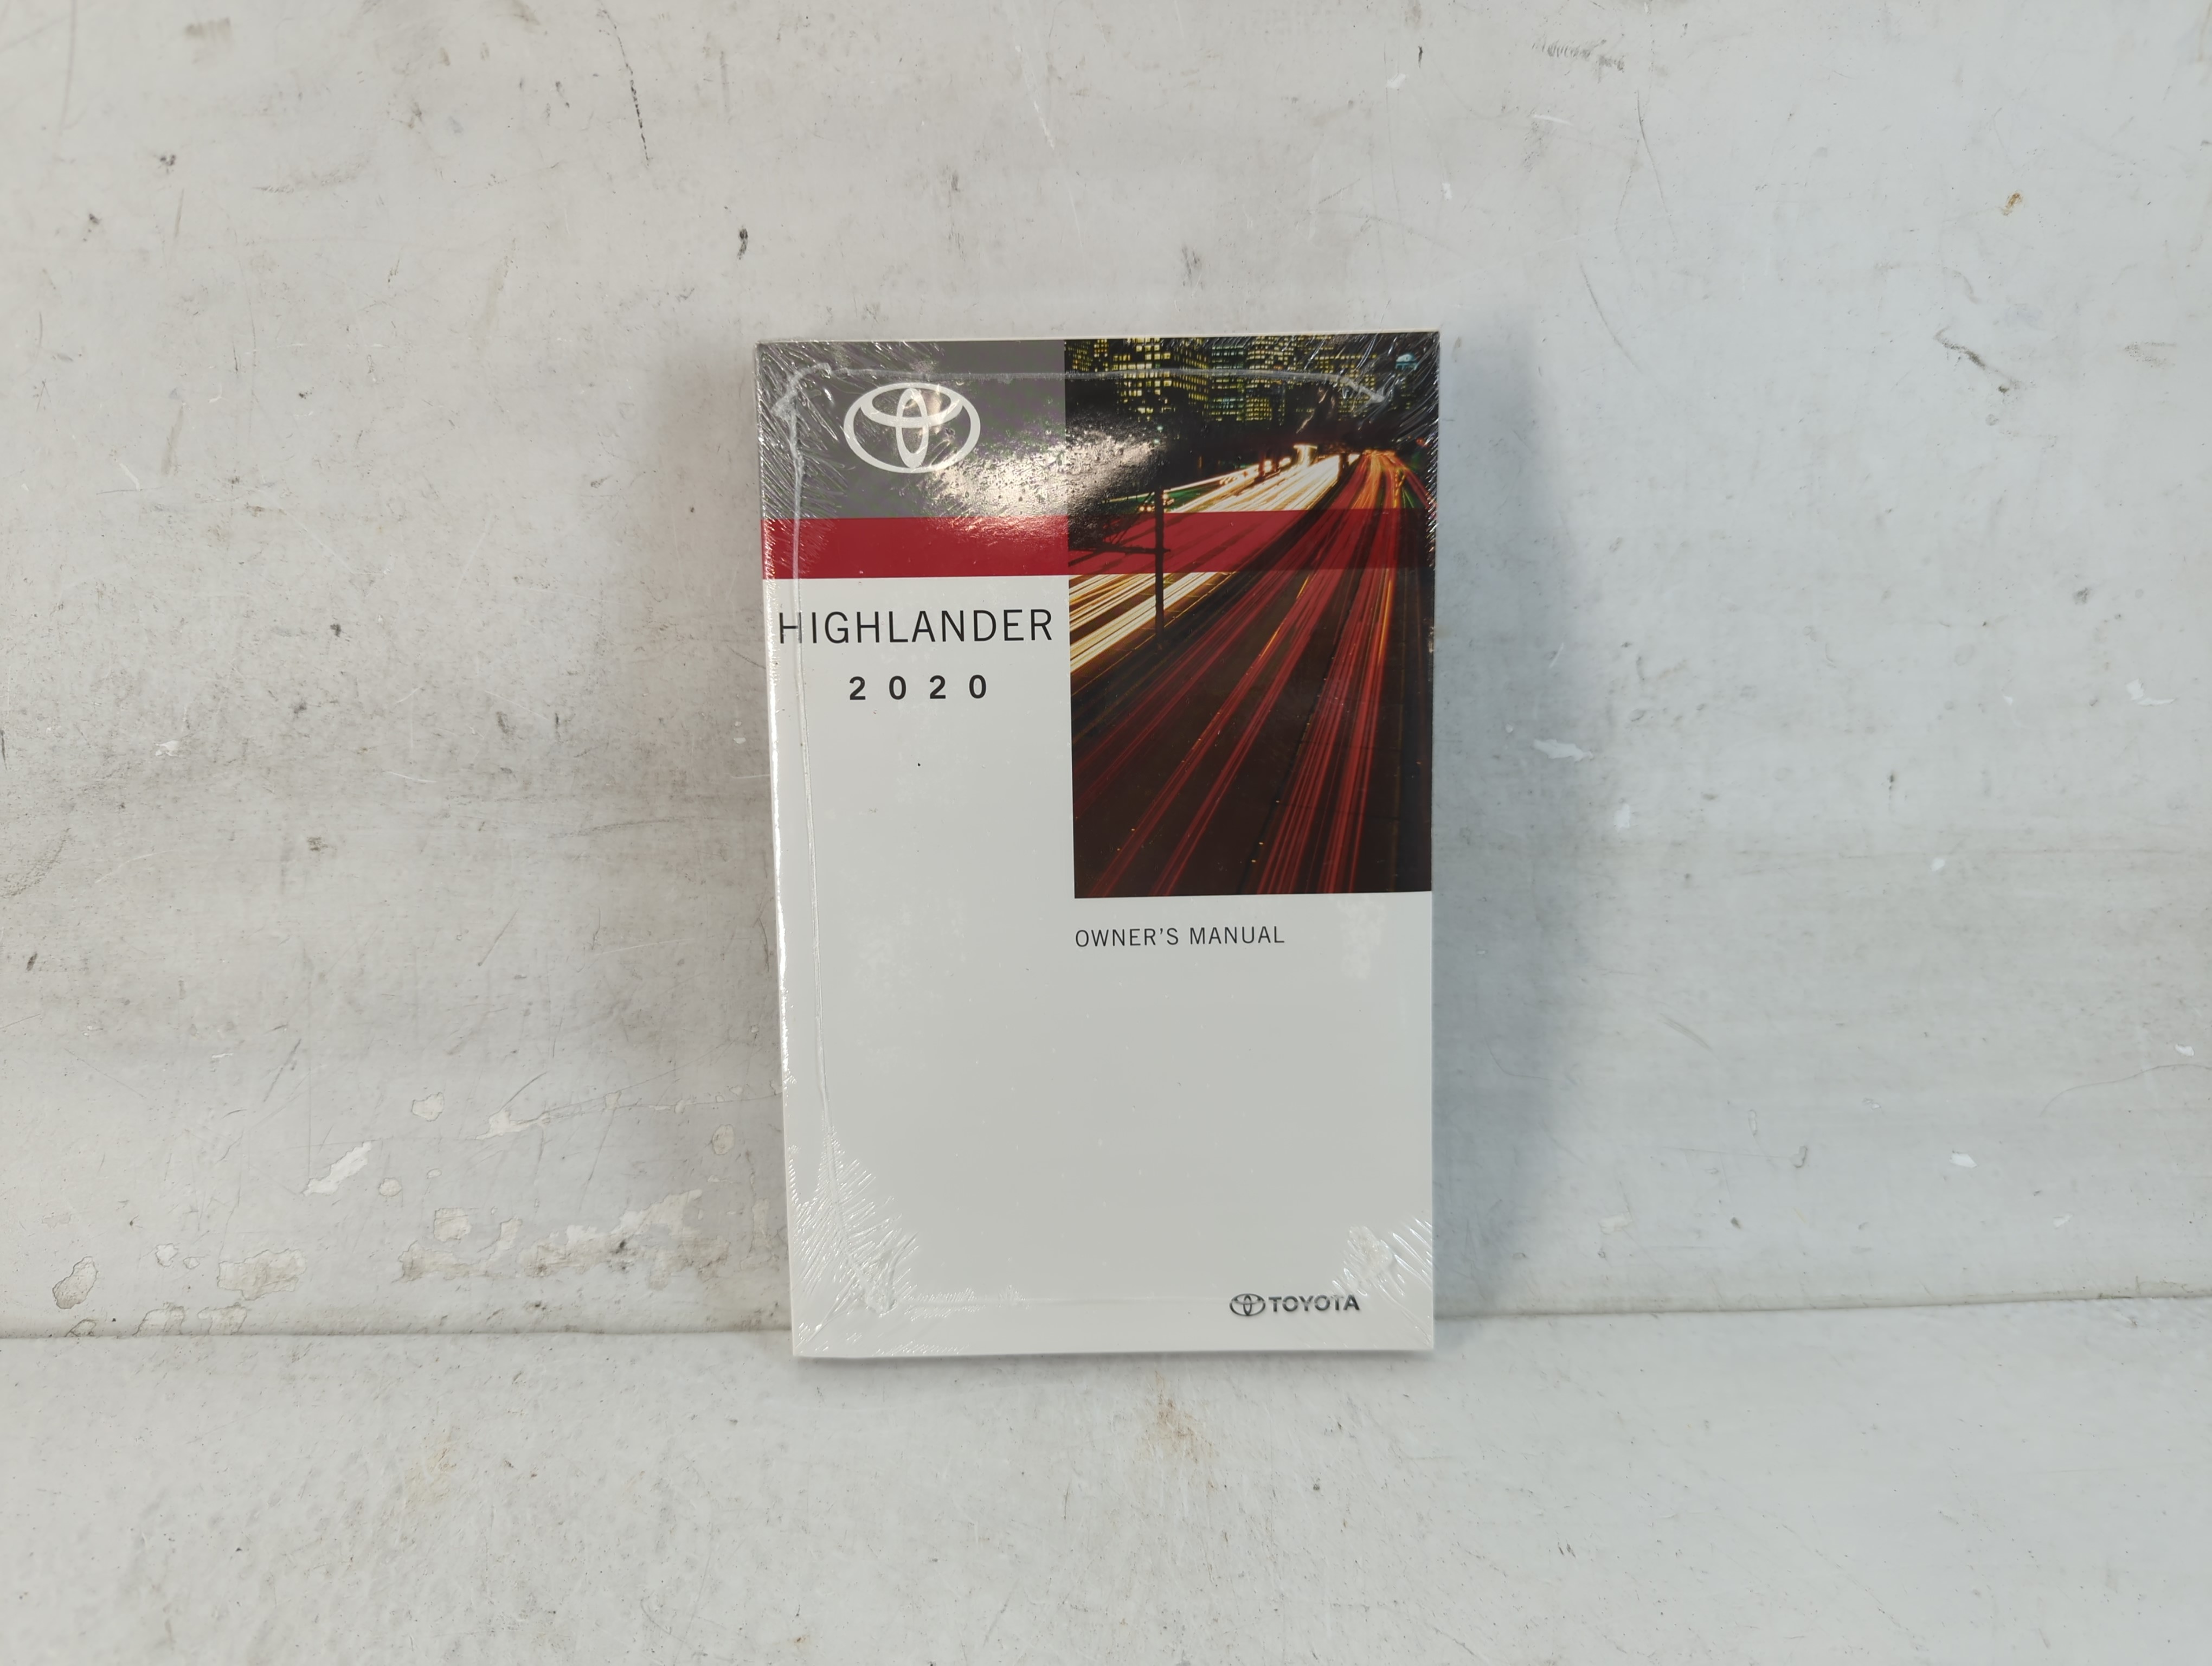 HIGHLANDER
2020
OWNER'S MANUAL
TOYOTA